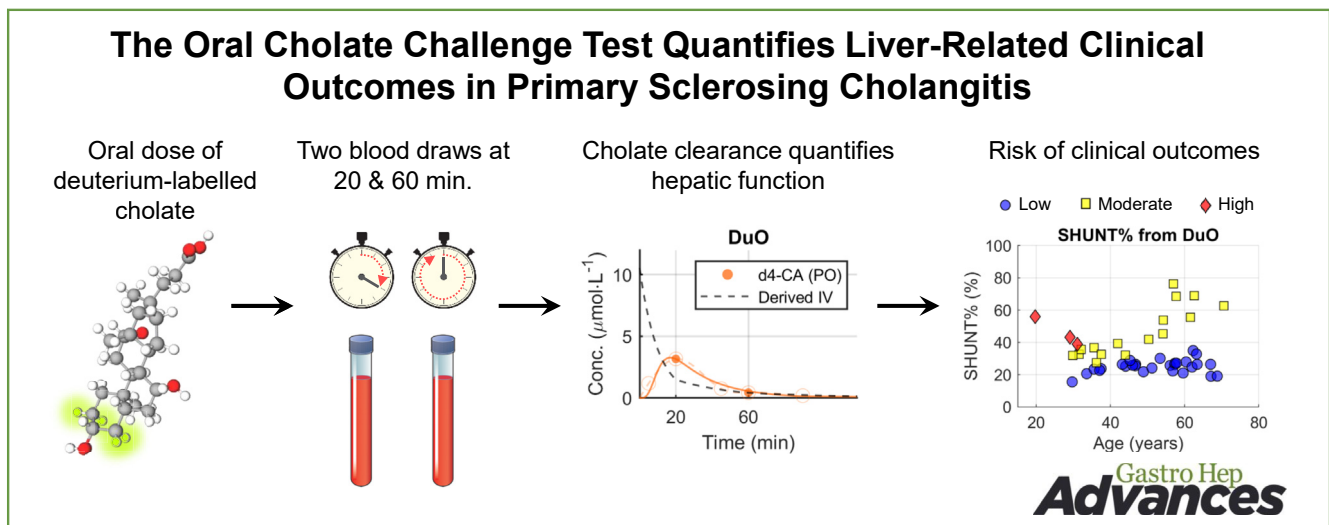 The Oral Cholate Challenge Test Quantifies Liver-Related Clinical
Outcomes in Primary Sclerosing Cholangitis
Oral dose of
deuterium-labelled
cholate
Two blood draws at
20 & 60 min.
Cholate clearance quantifies
hepatic function
DuO
d4-CA (PO)
Derived IV
Conc. (μmol·L⁻¹)
10
5
0
20
60
Time (min)
Risk of clinical outcomes
Low
Moderate
High
SHUNT% from DuO
SHUNT% (%)
100
80
60
40
20
0
20
40
60
80
Age (years)
Gastro Hep
Advances